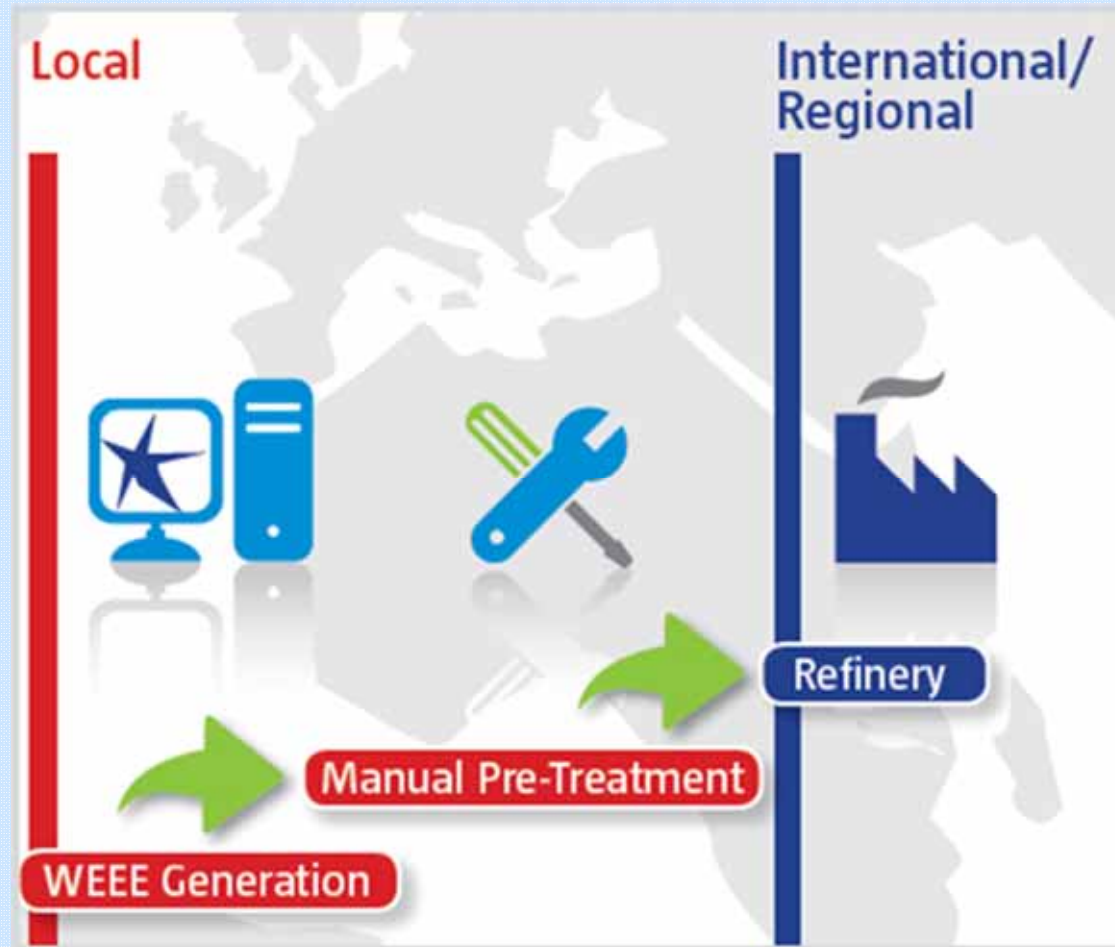 Local
International/
Regional
Refinery
Manual Pre-Treatment
WEEE Generation